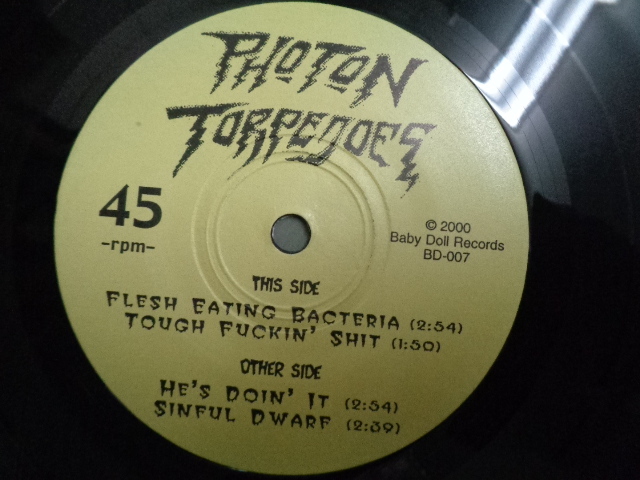 PHOTON
TORPEDOES
45
-rpm-
© 2000
Baby Doll Records
BD-007
THIS SIDE
FLESH EATING BACTERIA (2:54)
TOUGH FUCKIN' SHIT (1:50)
OTHER SIDE
HE'S DOIN' IT (2:54)
SINFUL DWARF (2:39)